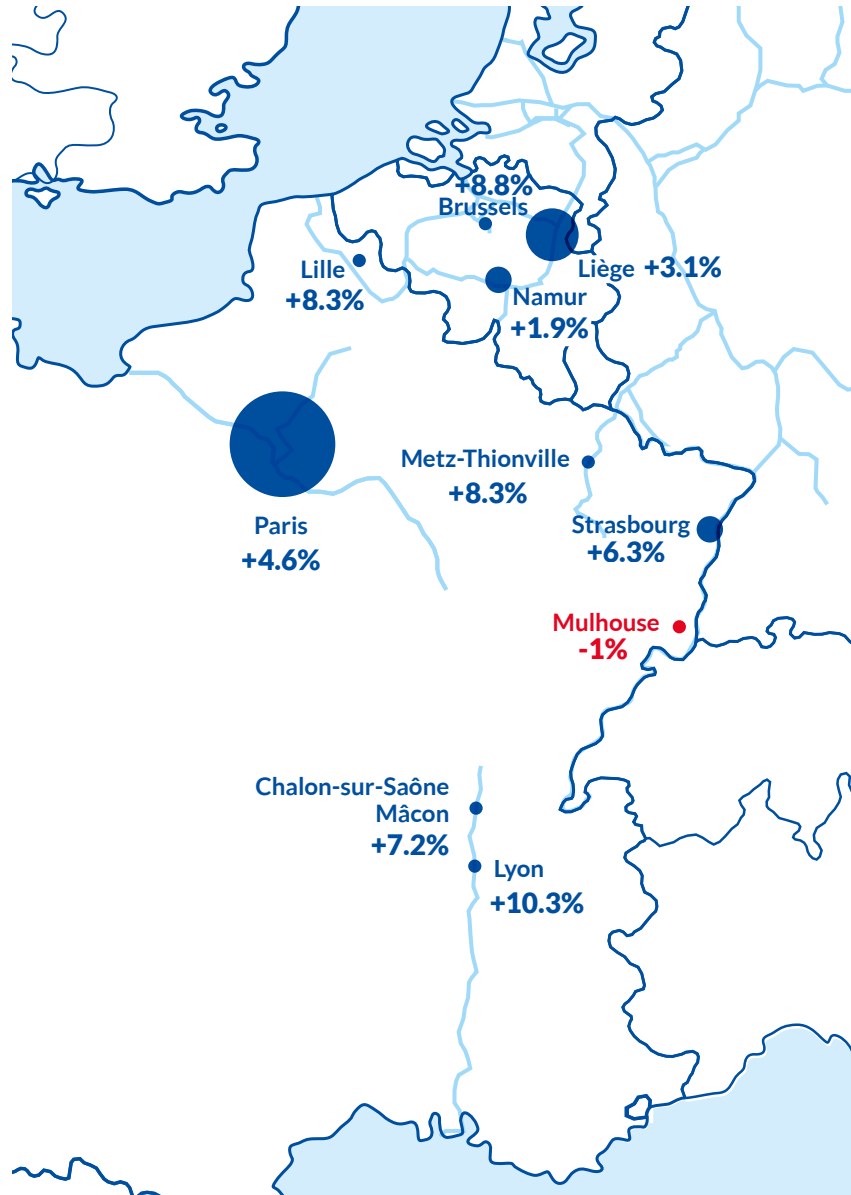 +8.8%
Brussels
Lille
+8.3%
Liège +3.1%
Namur
+1.9%
Metz-Thionville
+8.3%
Paris
+4.6%
Strasbourg
+6.3%
Mulhouse
-1%
Chalon-sur-Saône
Mâcon
+7.2%
Lyon
+10.3%